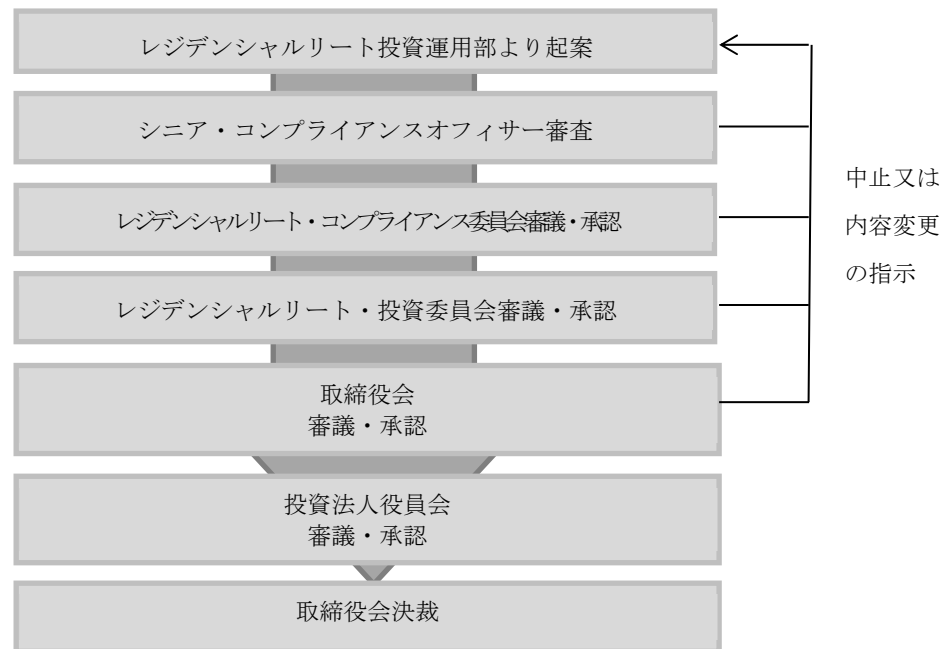 レジデンシャルリート投資運用部より起案
シニア・コンプライアンスオフィサー審査
レジデンシャルリート・コンプライアンス委員会審議・承認
レジデンシャルリート・投資委員会審議・承認
取締役会
審議・承認
投資法人役員会
審議・承認
取締役会決裁
中止又は
内容変更
の指示